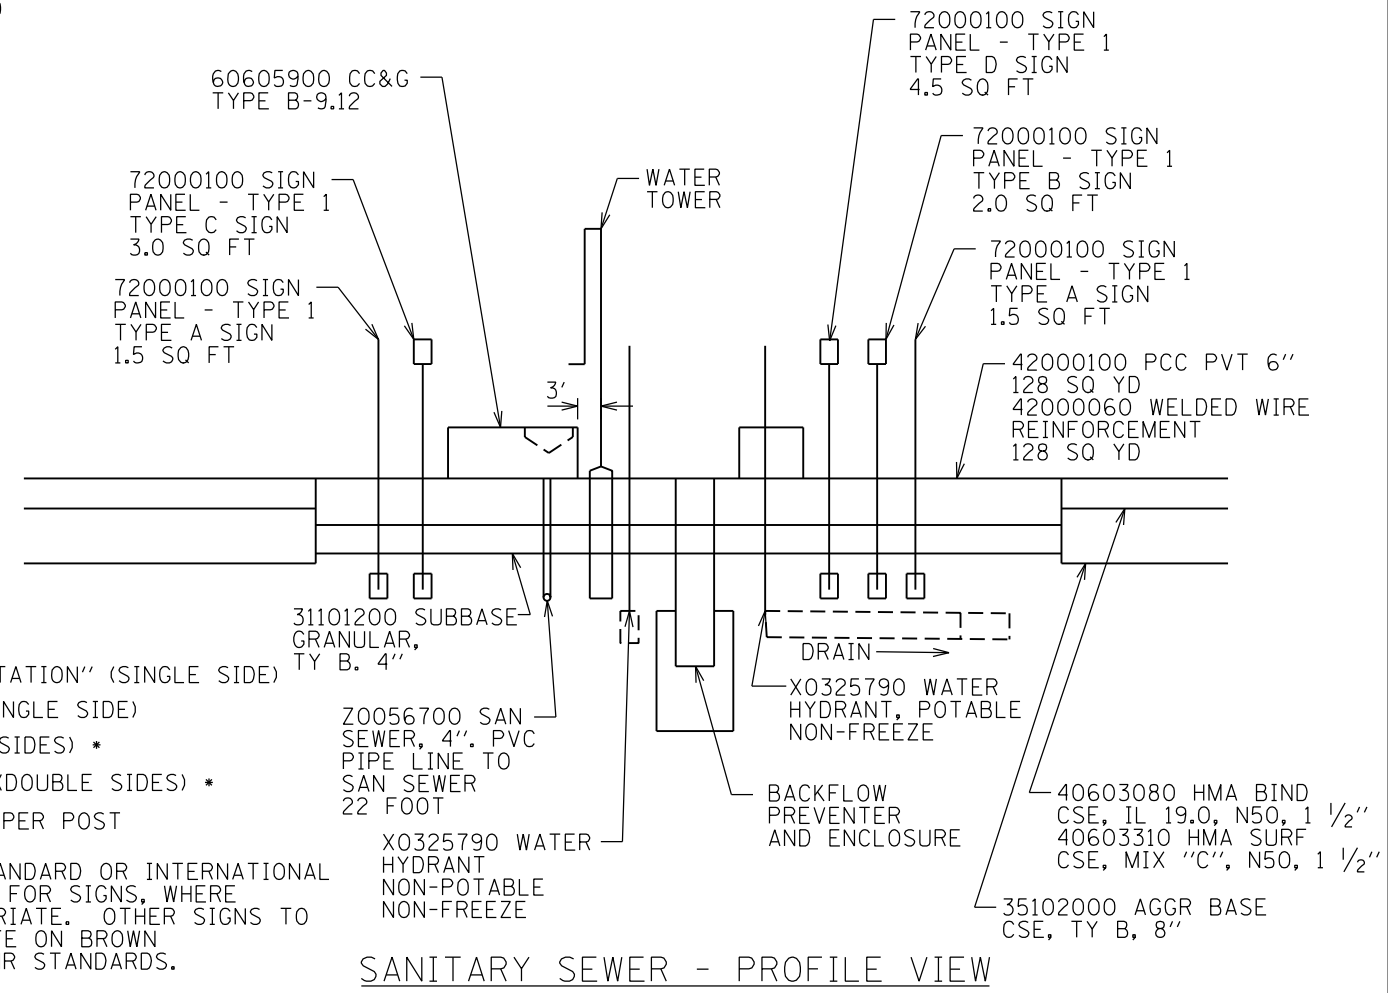 72000100 SIGN
PANEL - TYPE 1
TYPE D SIGN
4.5 SQ FT
60605900 CC&G
TYPE B-9.12
72000100 SIGN
PANEL - TYPE 1
TYPE B SIGN
2.0 SQ FT
72000100 SIGN
PANEL - TYPE 1
TYPE C SIGN
3.0 SQ FT
WATER
TOWER
72000100 SIGN
PANEL - TYPE 1
TYPE A SIGN
1.5 SQ FT
72000100 SIGN
PANEL - TYPE 1
TYPE A SIGN
1.5 SQ FT
42000100 PCC PVT 6"
128 SQ YD
42000060 WELDED WIRE
REINFORCEMENT
128 SQ YD
3'
31101200 SUBBASE
GRANULAR,
TY B. 4"
DRAIN
X0325790 WATER
HYDRANT, POTABLE
NON-FREEZE
Z0056700 SAN
SEWER, 4". PVC
PIPE LINE TO
SAN SEWER
22 FOOT
X0325790 WATER
HYDRANT
NON-POTABLE
NON-FREEZE
BACKFLOW
PREVENTER
AND ENCLOSURE
40603080 HMA BIND
CSE, IL 19.0, N50, 1 1/2"
40603310 HMA SURF
CSE, MIX "C", N50, 1 1/2"
35102000 AGGR BASE
CSE, TY B, 8"
TATION" (SINGLE SIDE)
NGLE SIDE)
SIDES) *
(DOUBLE SIDES) *
PER POST
ANDARD OR INTERNATIONAL
FOR SIGNS, WHERE
RIATE. OTHER SIGNS TO
TE ON BROWN
R STANDARDS.
SANITARY SEWER - PROFILE VIEW